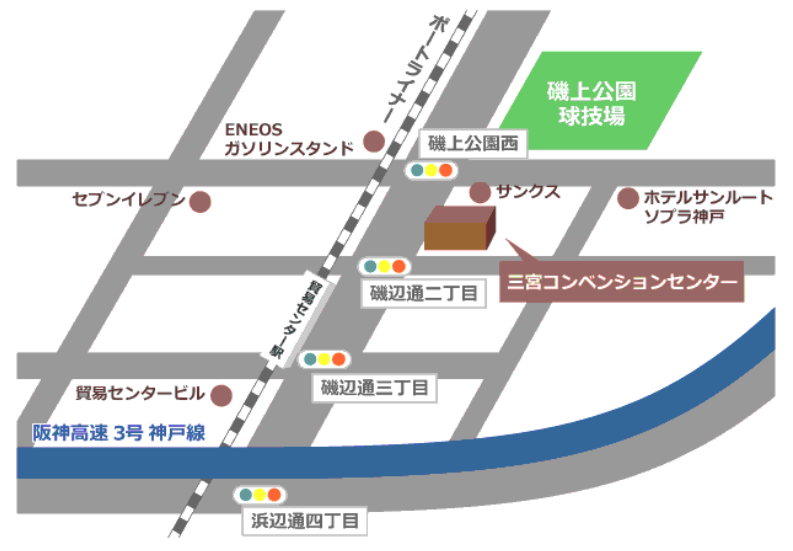 ポートライナー
磯上公園
球技場
ENEOS
ガソリンスタンド
磯上公園西
セブンイレブン
サンクス
ホテルサンルート
ソプラ神戸
三宮コンベンションセンター
磯辺通二丁目
貿易センター駅
磯辺通三丁目
貿易センタービル
阪神高速 3号 神戸線
浜辺通四丁目